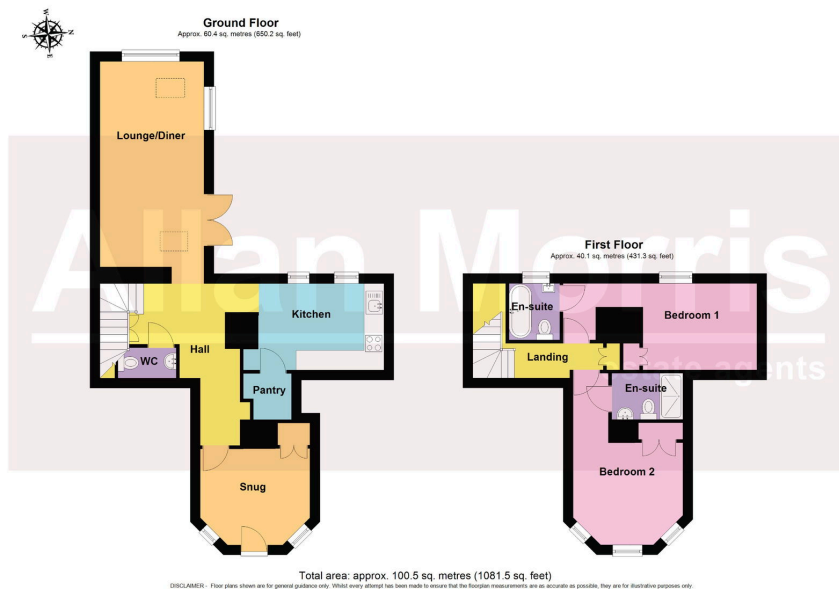 W
N
S
E
Ground Floor
Approx. 60.4 sq. metres (650.2 sq. feet)
Lounge/Diner
Kitchen
Hall
WC
Pantry
Snug
First Floor
Approx. 40.1 sq. metres (431.3 sq. feet)
En-suite
Bedroom 1
Landing
En-suite
Bedroom 2
Allan Morris
estate agents
Total area: approx. 100.5 sq. metres (1081.5 sq. feet)
DISCLAIMER - Floor plans shown are for general guidance only. Whilst every attempt has been made to ensure that the floorplan measurements are as accurate as possible, they are for illustrative purposes only.